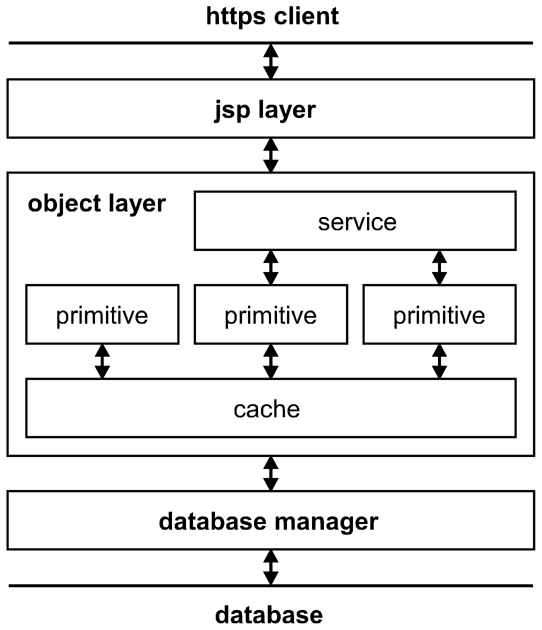 https client
jsp layer
object layer
service
primitive
primitive
primitive
cache
database manager
database